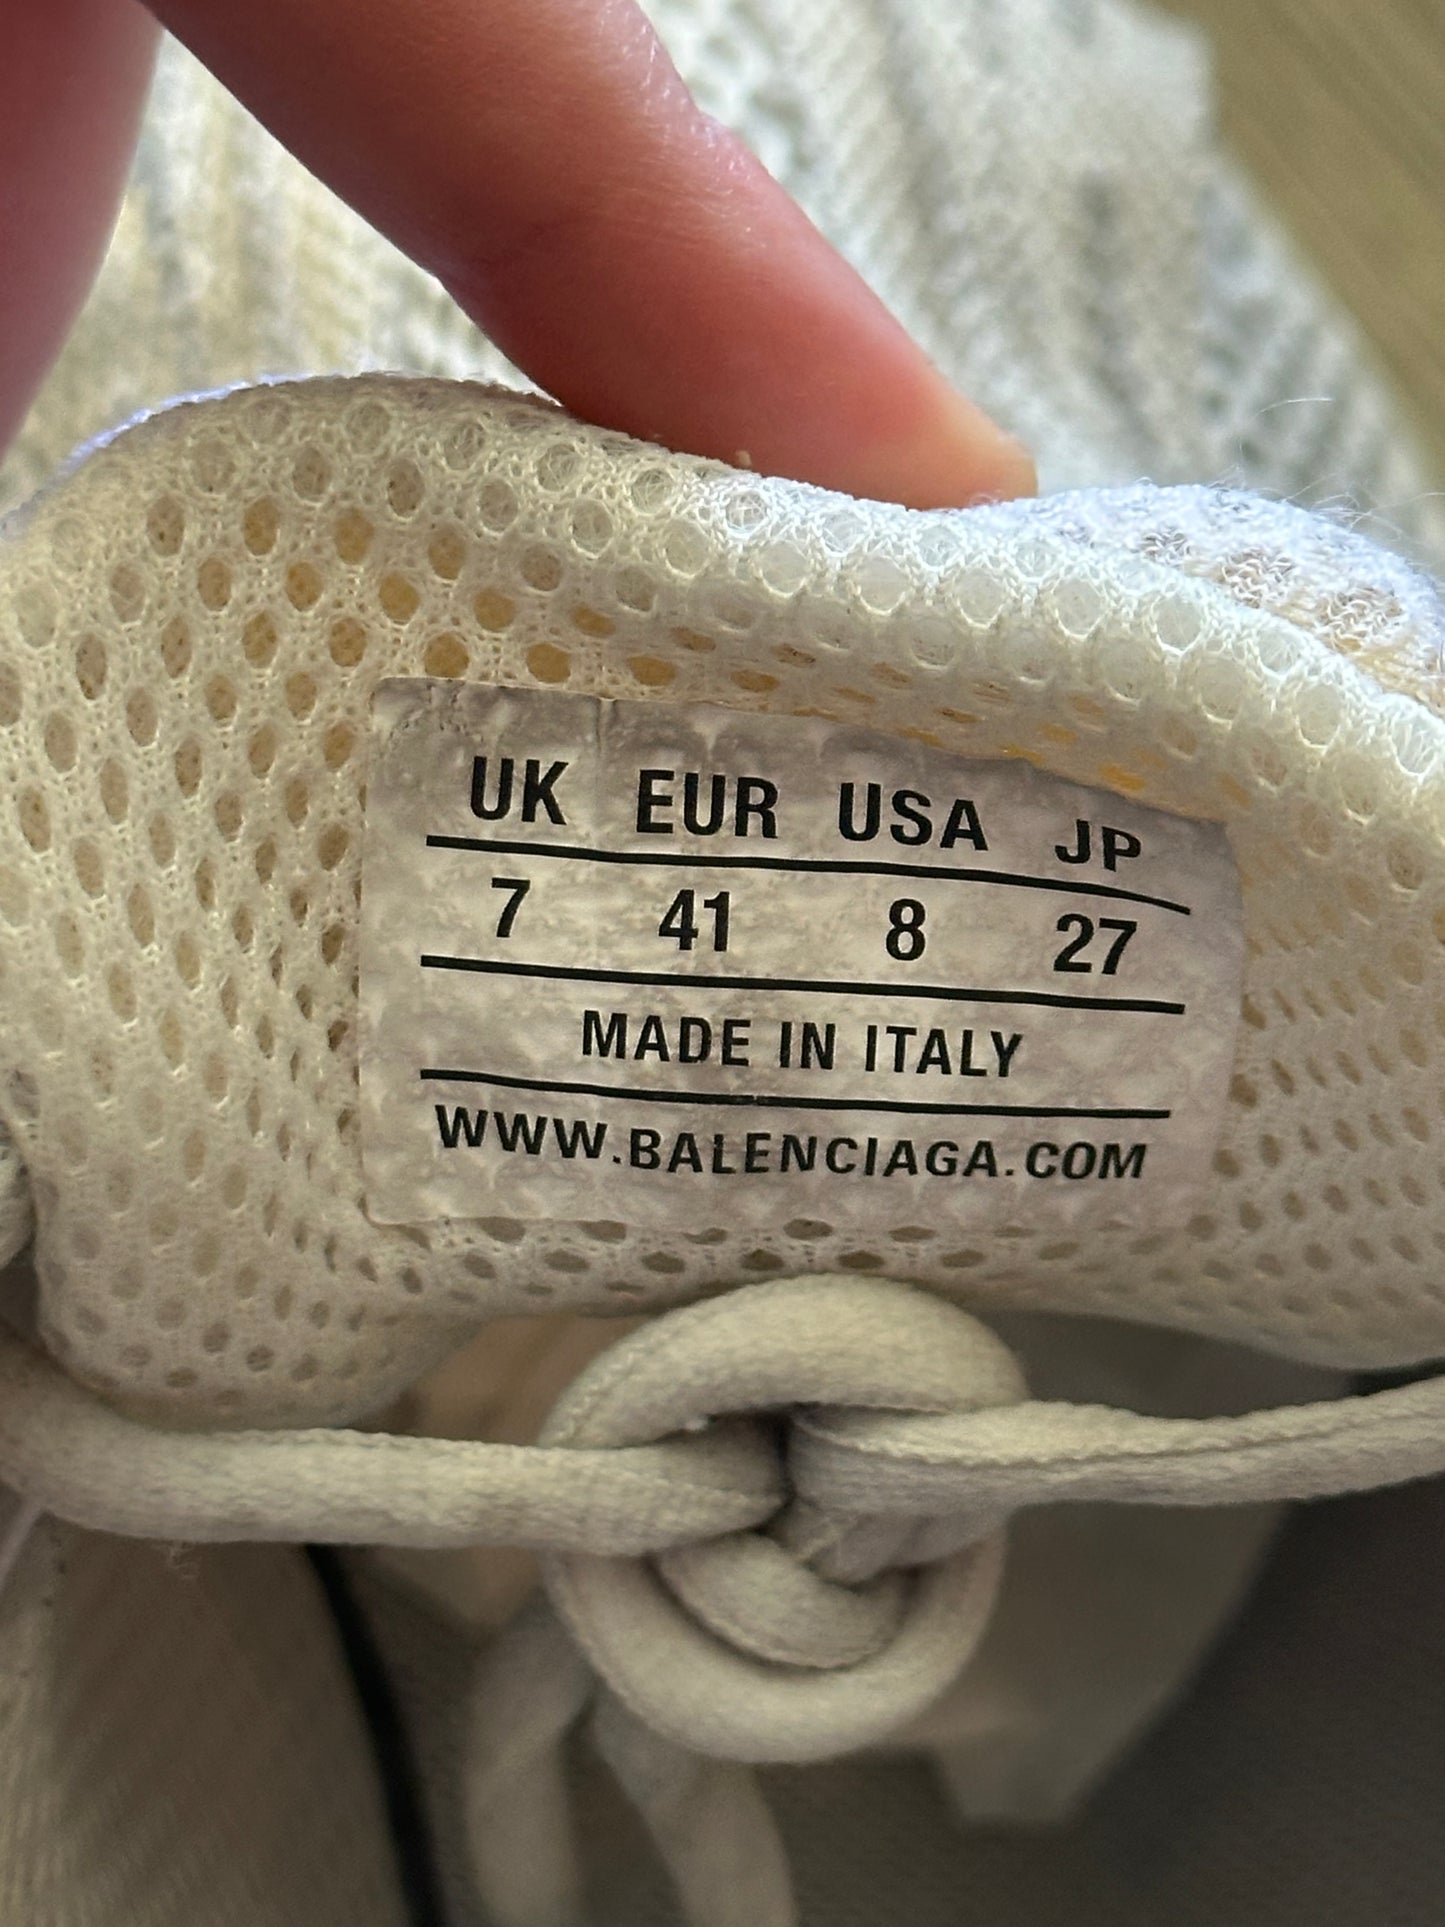 UK EUR USA JP
7 41 8 27
MADE IN ITALY
WWW.BALENCIAGA.COM